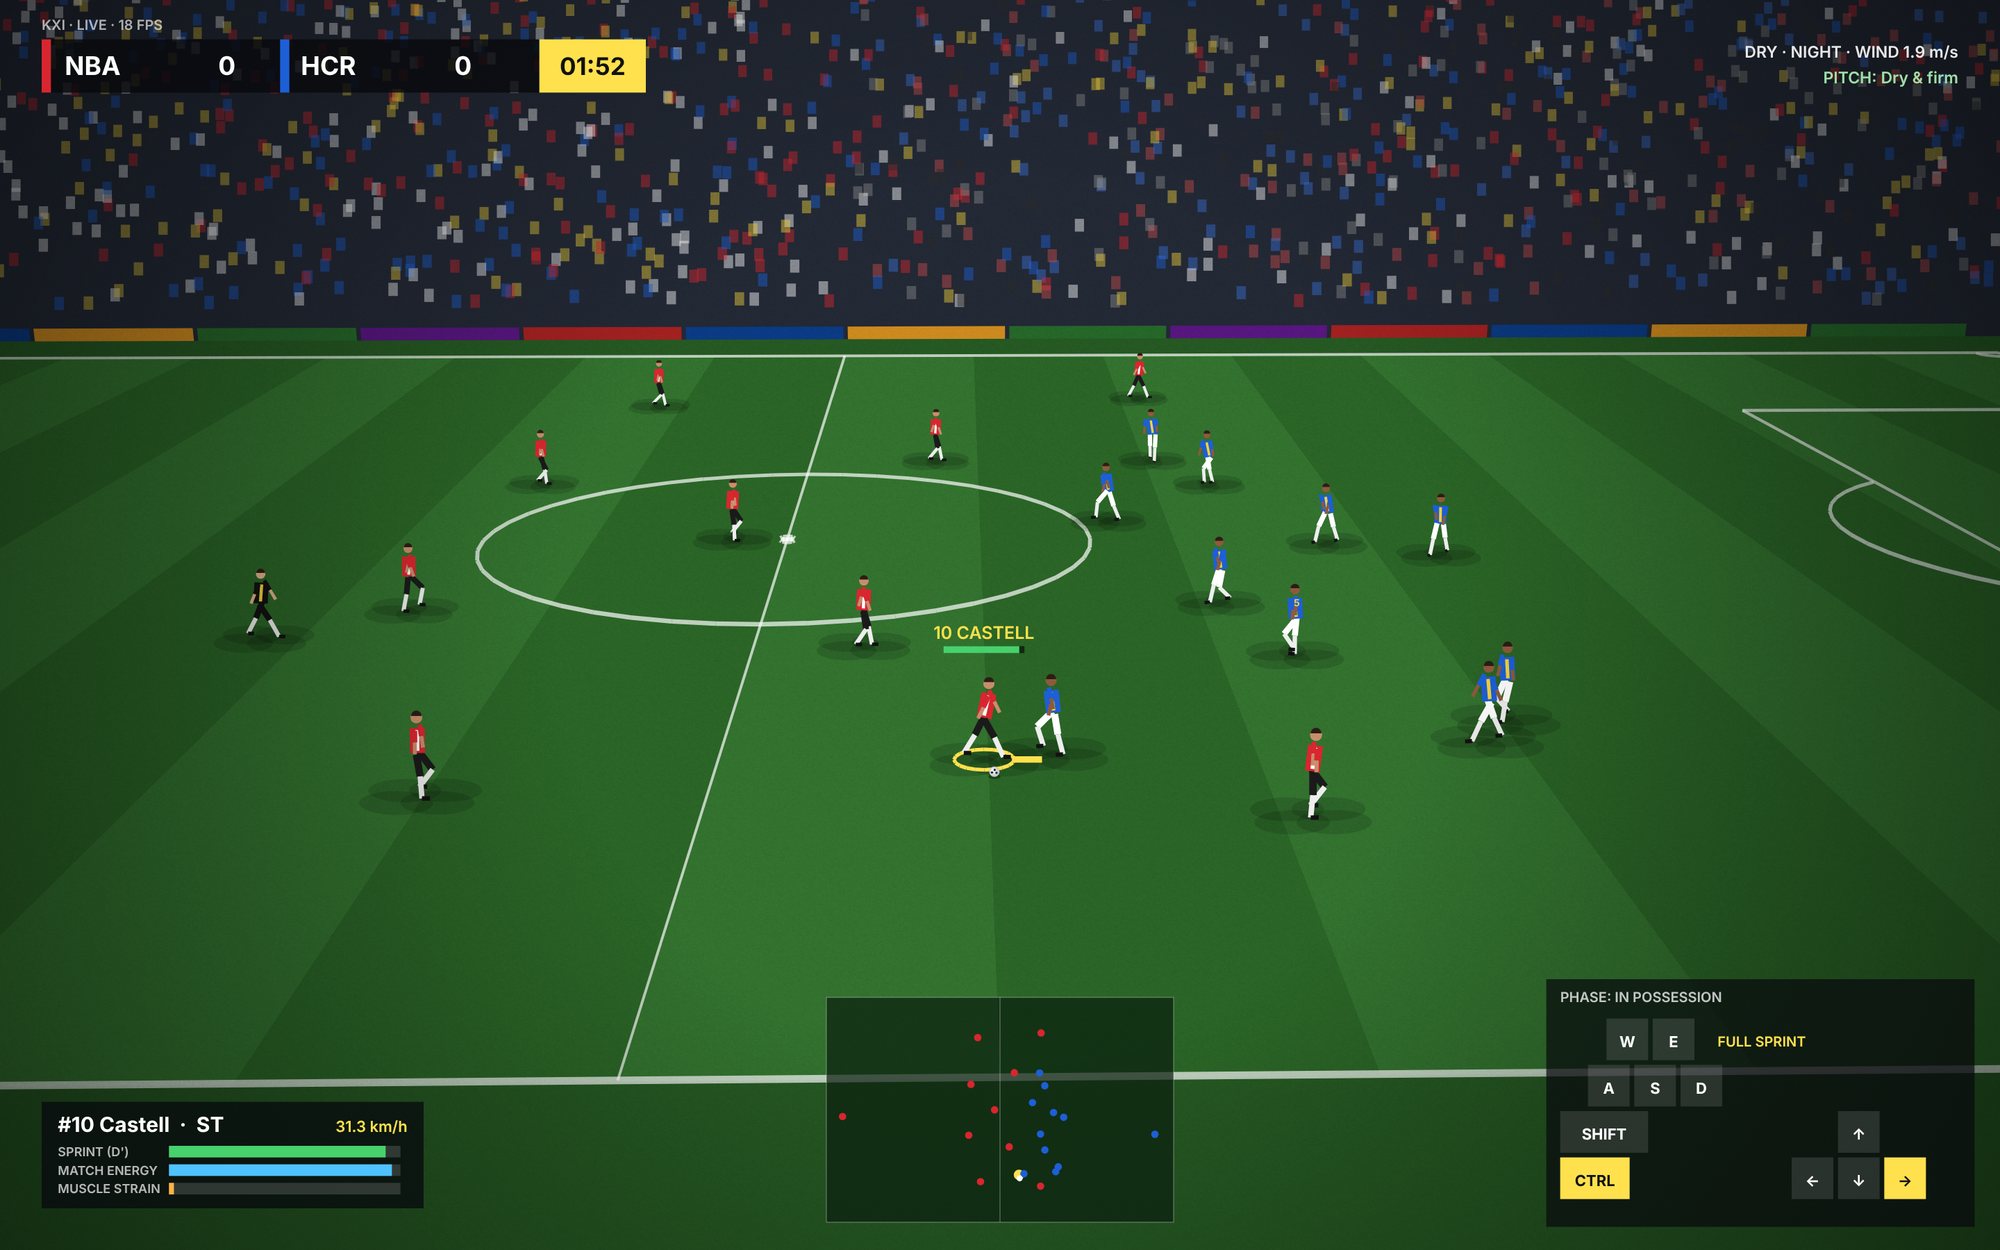 KXI · LIVE · 18 FPS
NBA 0 HCR 0 01:52
DRY · NIGHT · WIND 1.9 m/s
PITCH: Dry & firm
5
10 CASTELL
PHASE: IN POSSESSION
W E FULL SPRINT
A S D
SHIFT ↑
CTRL ← ↓ →
#10 Castell · ST 31.3 km/h
SPRINT (D')
MATCH ENERGY
MUSCLE STRAIN